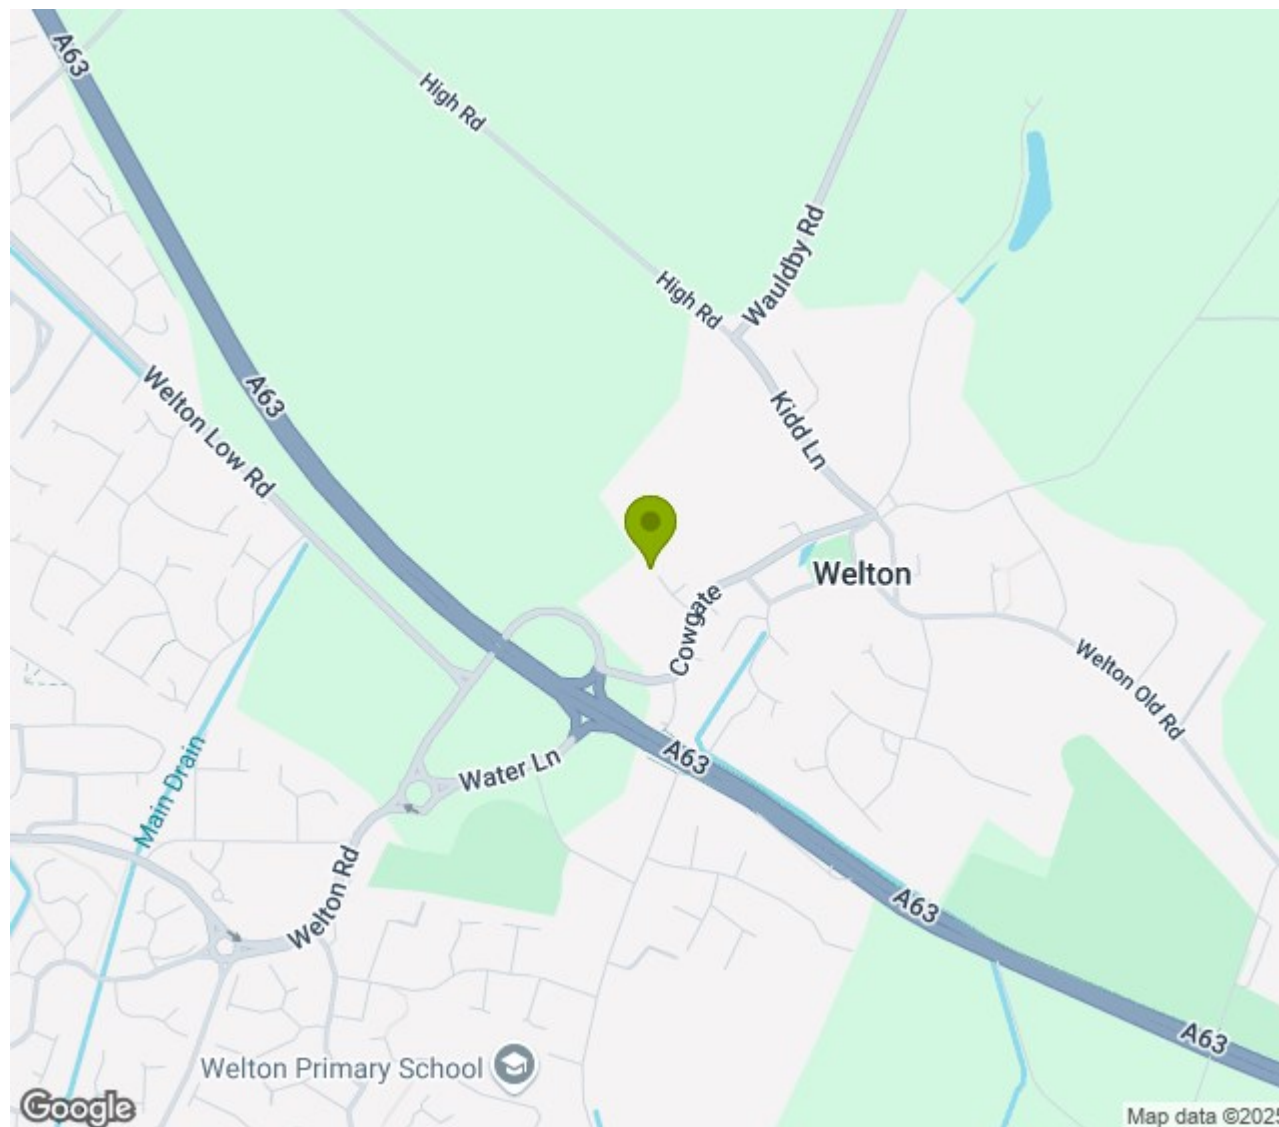 A63
High Rd
Wauldby Rd
High Rd
A63
Welton Low Rd
Kidd Ln
Welton
Cowgate
Welton Old Rd
A63
Water Ln
Main Drain
Welton Rd
A63
A63
Welton Primary School
Google
Map data ©2025